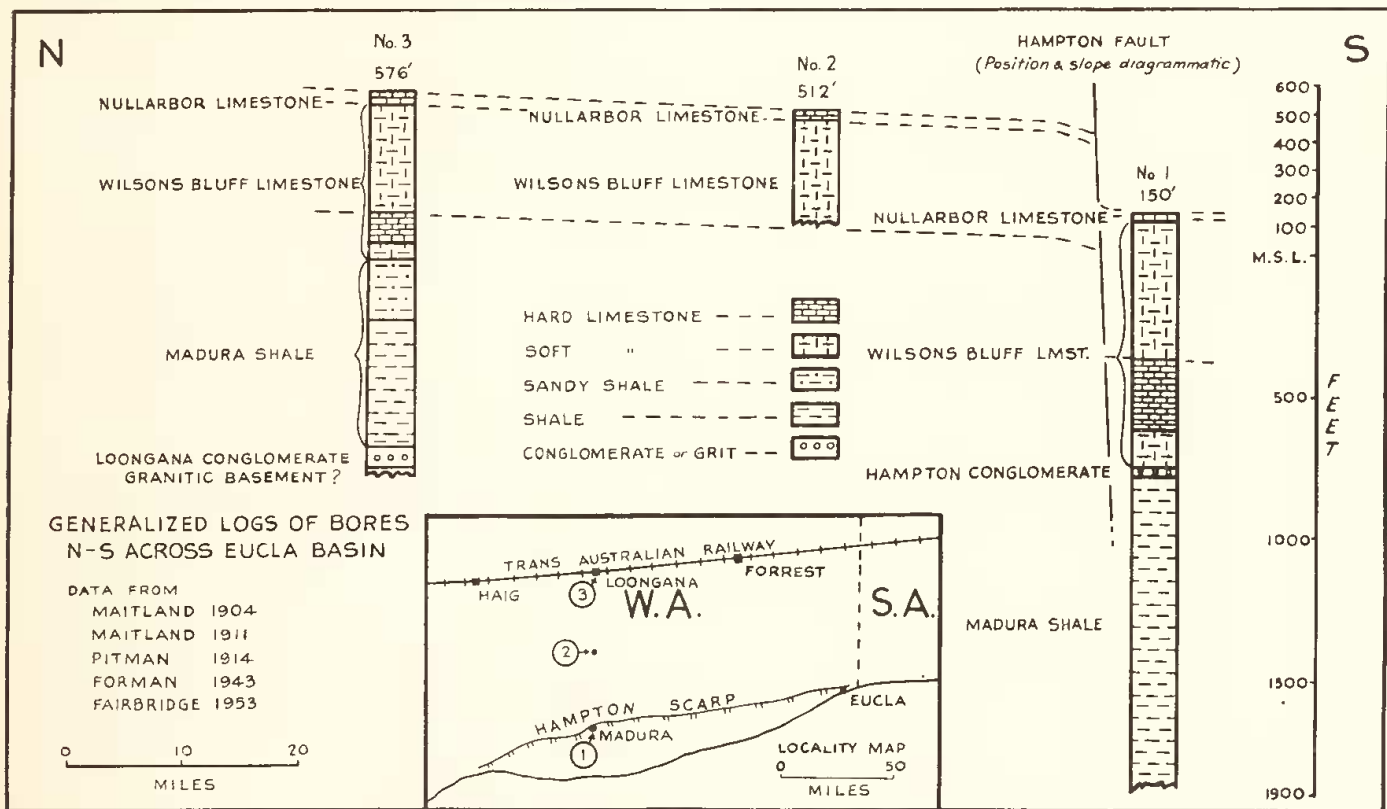 N
No. 3
576'
No. 2
512'
HAMPTON FAULT
(Position & slope diagrammatic)
S
No 1
150'
NULLARBOR LIMESTONE
NULLARBOR LIMESTONE
WILSONS BLUFF LIMESTONE
WILSONS BLUFF LIMESTONE
NULLARBOR LIMESTONE
600
500
400
300
200
100
M.S.L.
500
1000
1500
1900
FEET
MADURA SHALE
HARD LIMESTONE
SOFT "
SANDY SHALE
SHALE
CONGLOMERATE or GRIT
WILSONS BLUFF LMST.
LOONGANA CONGLOMERATE
GRANITIC BASEMENT ?
HAMPTON CONGLOMERATE
MADURA SHALE
GENERALIZED LOGS OF BORES
N-S ACROSS EUCLA BASIN
DATA FROM
MAITLAND 1904
MAITLAND 1911
PITMAN 1914
FORMAN 1943
FAIRBRIDGE 1953
0 10 20
MILES
TRANS AUSTRALIAN RAILWAY
HAIG
3
LOONGANA
FORREST
W.A.
S.A.
2
HAMPTON SCARP
EUCLA
MADURA
1
LOCALITY MAP
0 50
MILES